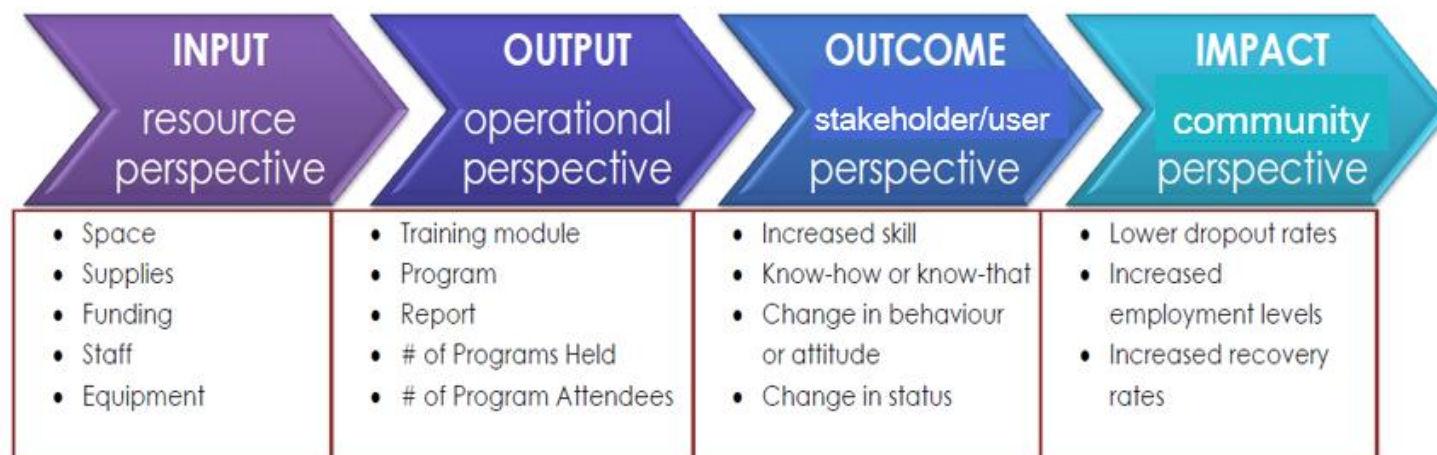 INPUT
resource
perspective
OUTPUT
operational
perspective
OUTCOME
stakeholder/user
perspective
IMPACT
community
perspective
• Space
• Supplies
• Funding
• Staff
• Equipment
• Training module
• Program
• Report
• # of Programs Held
• # of Program Attendees
• Increased skill
• Know-how or know-that
• Change in behaviour
or attitude
• Change in status
• Lower dropout rates
• Increased
employment levels
• Increased recovery
rates